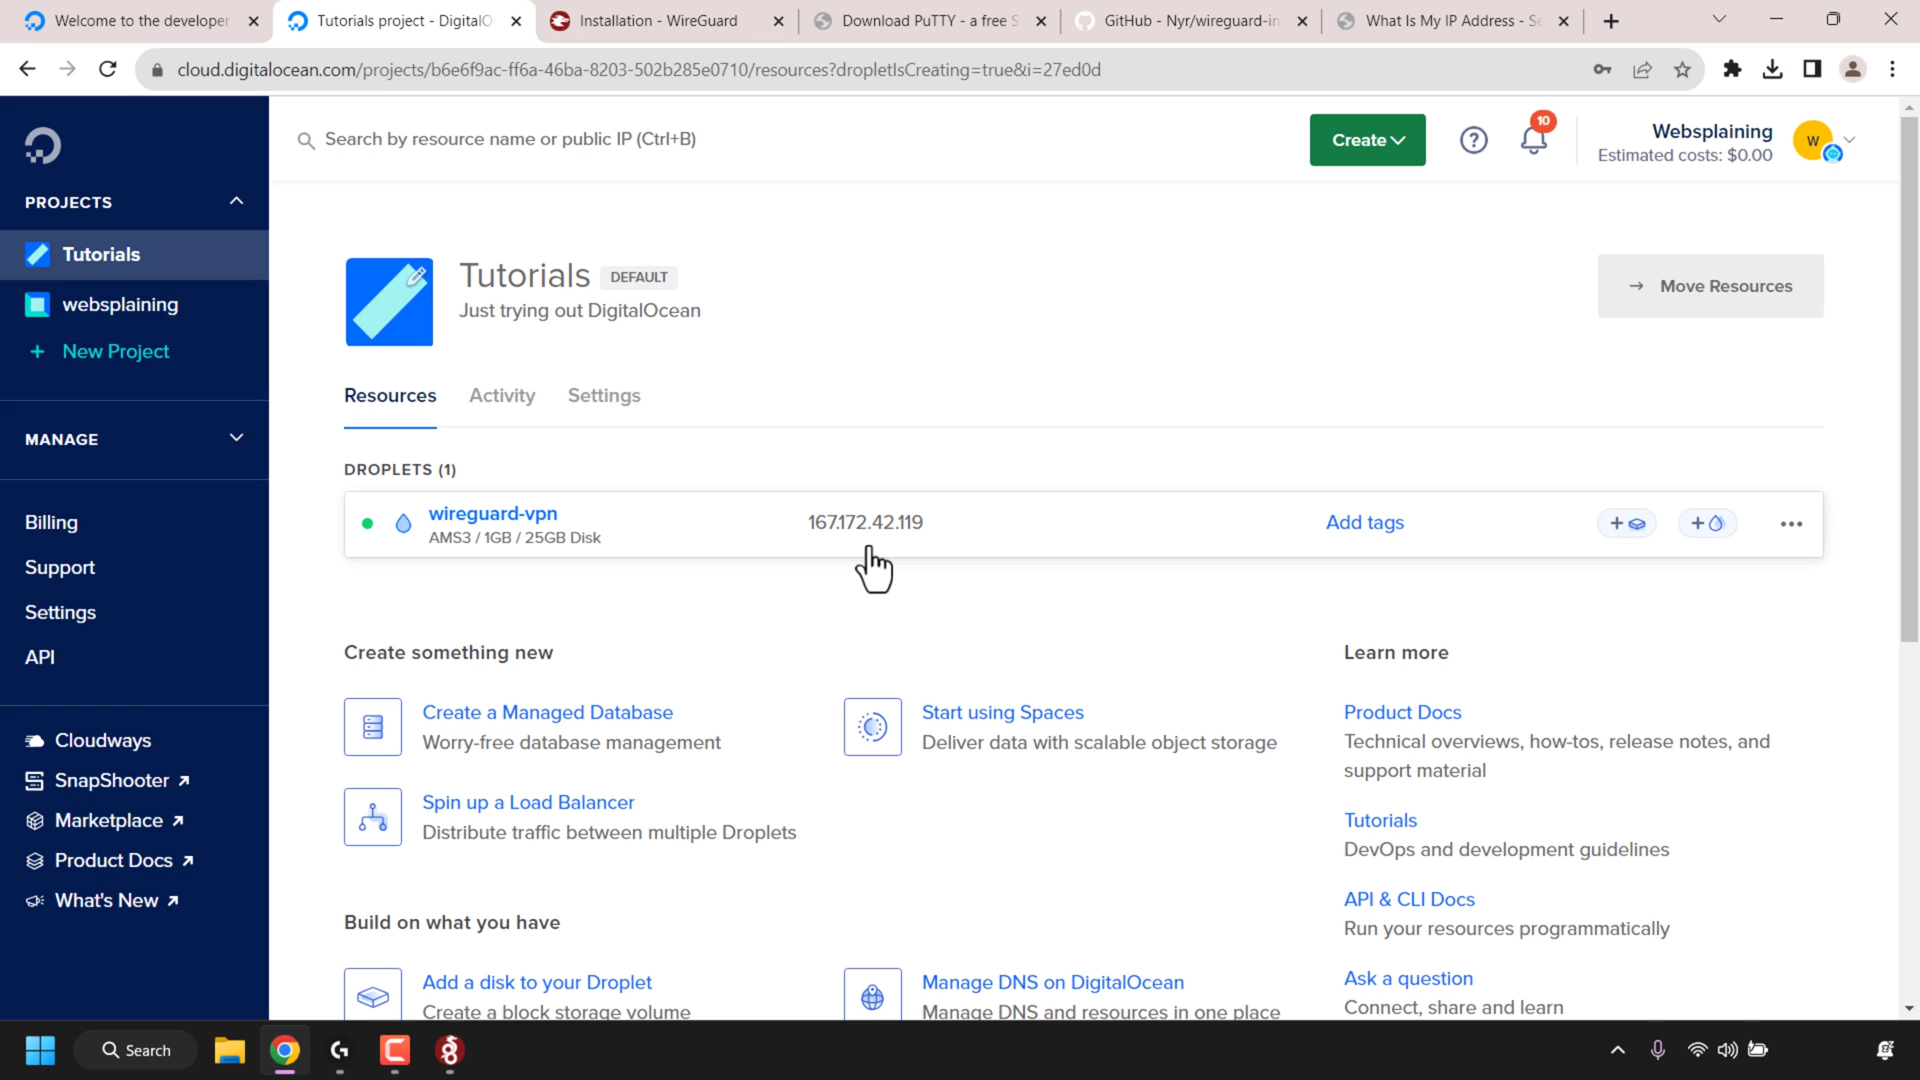 Welcome to the developer
Tutorials project - DigitalO
Installation - WireGuard
Download PuTTY - a free S
GitHub - Nyr/wireguard-in
What Is My IP Address - Se
cloud.digitalocean.com/projects/b6e6f9ac-ff6a-46ba-8203-502b285e0710/resources?dropletIsCreating=true&i=27ed0d
Search by resource name or public IP (Ctrl+B)
Create
10
Websplaining
Estimated costs: $0.00
W
PROJECTS
Tutorials
websplaining
+ New Project
MANAGE
Billing
Support
Settings
API
Cloudways
SnapShooter
Marketplace
Product Docs
What's New
Tutorials DEFAULT
Just trying out DigitalOcean
Move Resources
Resources Activity Settings
DROPLETS (1)
wireguard-vpn
AMS3 / 1GB / 25GB Disk
167.172.42.119
Add tags
Create something new
Create a Managed Database
Worry-free database management
Start using Spaces
Deliver data with scalable object storage
Spin up a Load Balancer
Distribute traffic between multiple Droplets
Build on what you have
Add a disk to your Droplet
Create a block storage volume
Manage DNS on DigitalOcean
Manage DNS and resources in one place
Learn more
Product Docs
Technical overviews, how-tos, release notes, and
support material
Tutorials
DevOps and development guidelines
API & CLI Docs
Run your resources programmatically
Ask a question
Connect, share and learn
Search